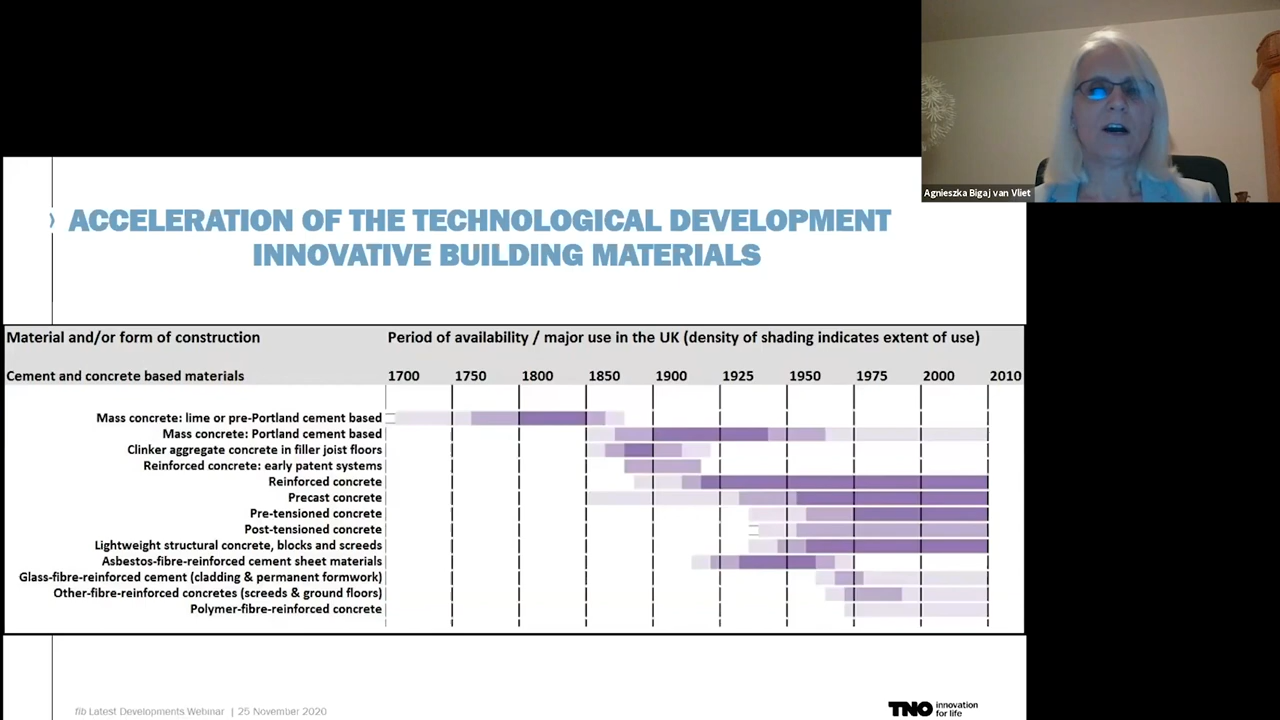 Agnieszka Bigaj van Vliet
ACCELERATION OF THE TECHNOLOGICAL DEVELOPMENT
INNOVATIVE BUILDING MATERIALS
Material and/or form of construction
Period of availability / major use in the UK (density of shading indicates extent of use)
Cement and concrete based materials
1700 1750 1800 1850 1900 1925 1950 1975 2000 2010
Mass concrete: lime or pre-Portland cement based
Mass concrete: Portland cement based
Clinker aggregate concrete in filler joist floors
Reinforced concrete: early patent systems
Reinforced concrete
Precast concrete
Pre-tensioned concrete
Post-tensioned concrete
Lightweight structural concrete, blocks and screeds
Asbestos-fibre-reinforced cement sheet materials
Glass-fibre-reinforced cement (cladding & permanent formwork)
Other-fibre-reinforced concretes (screeds & ground floors)
Polymer-fibre-reinforced concrete
fib Latest Developments Webinar | 25 November 2020
TNO innovation
for life